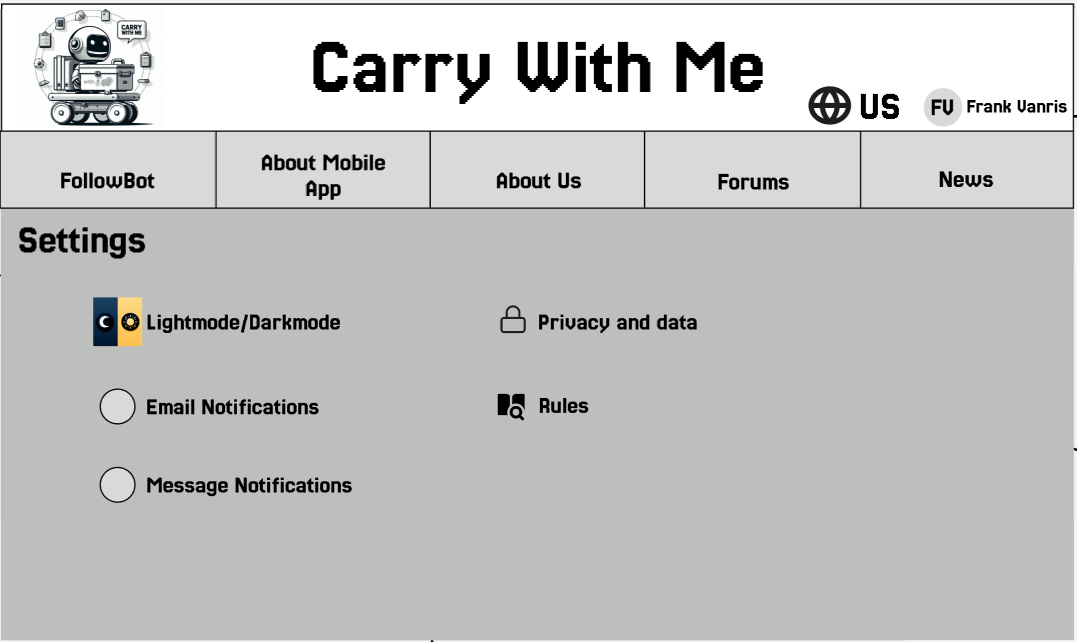 CARRY
WITH ME
Carry With Me
US
FV
Frank Vanris
FollowBot
About Mobile
App
About Us
Forums
News
Settings
Lightmode/Darkmode
Privacy and data
Email Notifications
Rules
Message Notifications